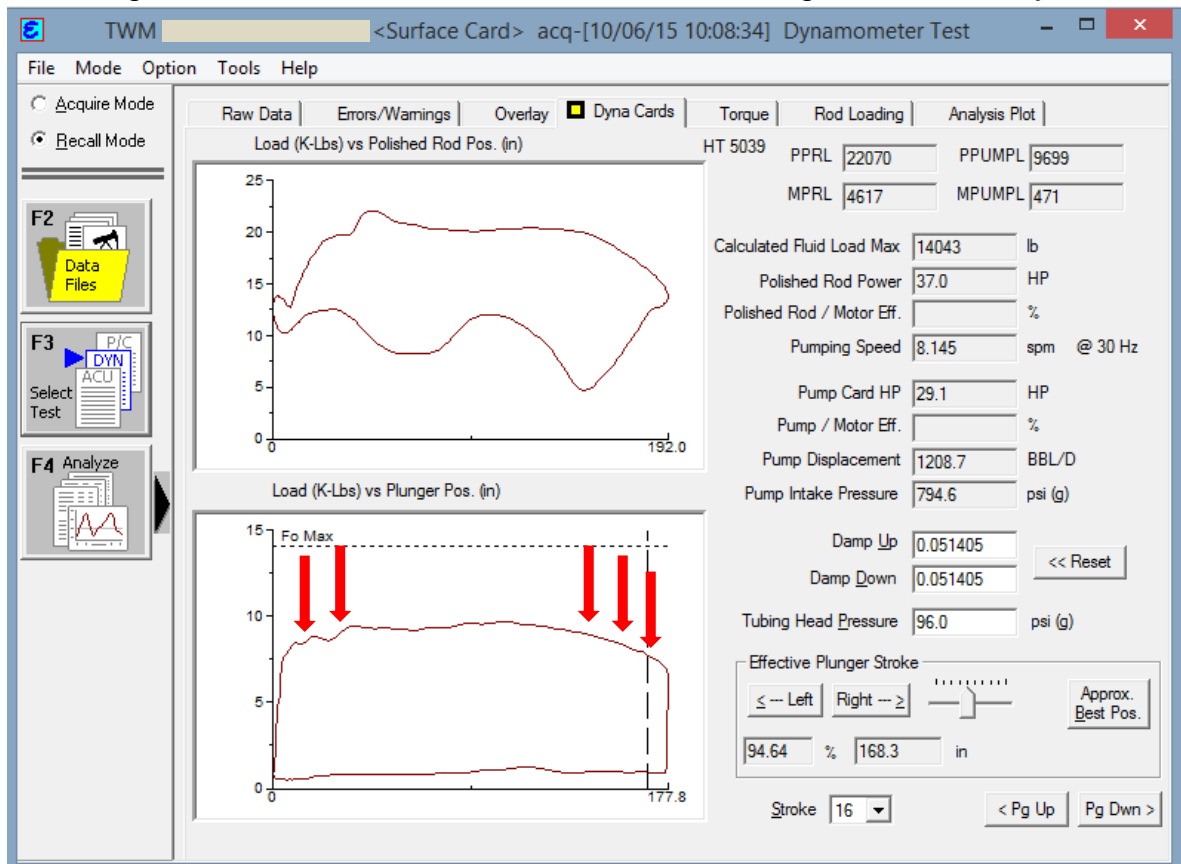 TWM <Surface Card> acq-[10/06/15 10:08:34] Dynamometer Test
File Mode Option Tools Help
Acquire Mode
Recall Mode
F2
Data
Files
F3
P/C
DYN
ACU
Select
Test
F4 Analyze
Raw Data Errors/Warnings Overlay Dyna Cards Torque Rod Loading Analysis Plot
Load (K-Lbs) vs Polished Rod Pos. (in)
25
20
15
10
5
0
0 192.0
Load (K-Lbs) vs Plunger Pos. (in)
15
Fo Max
10
5
0
0 177.8
HT 5039
PPRL 22070 PPUMPL 9699
MPRL 4617 MPUMPL 471
Calculated Fluid Load Max 14043 lb
Polished Rod Power 37.0 HP
Polished Rod / Motor Eff. %
Pumping Speed 8.145 spm @ 30 Hz
Pump Card HP 29.1 HP
Pump / Motor Eff. %
Pump Displacement 1208.7 BBL/D
Pump Intake Pressure 794.6 psi (g)
Damp Up 0.051405
Damp Down 0.051405
<< Reset
Tubing Head Pressure 96.0 psi (g)
Effective Plunger Stroke
< --- Left Right --- >
Approx.
Best Pos.
94.64 % 168.3 in
Stroke 16 < Pg Up Pg Dwn >